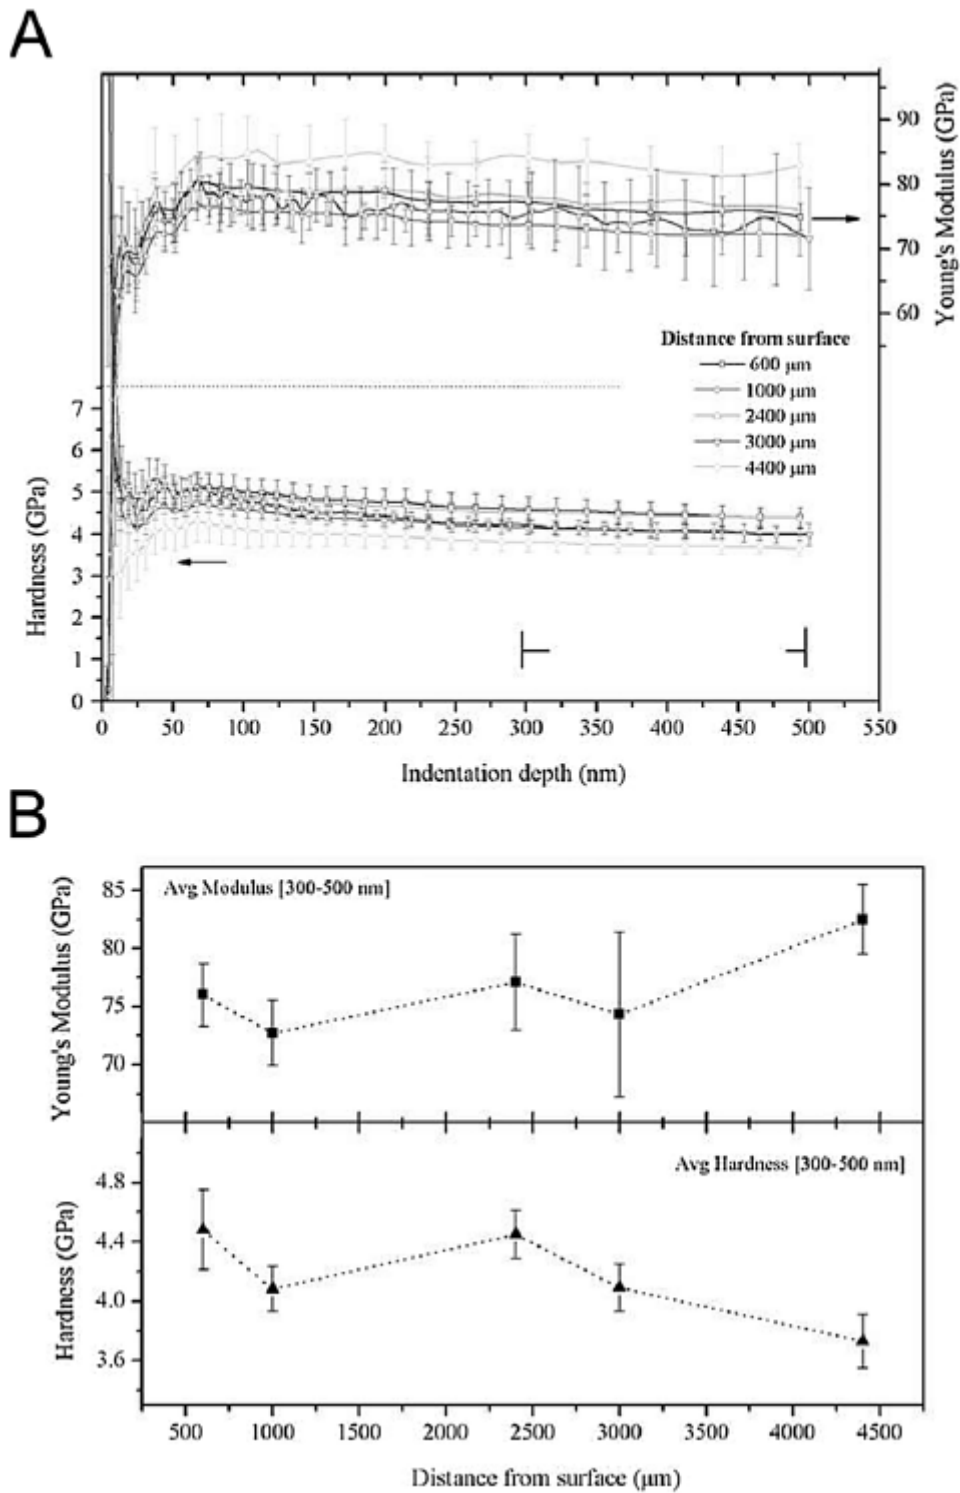 A
Young's Modulus (GPa)
90
80
70
60
Distance from surface
600 μm
1000 μm
2400 μm
3000 μm
4400 μm
Hardness (GPa)
7
6
5
4
3
2
1
0
0 50 100 150 200 250 300 350 400 450 500 550
Indentation depth (nm)
B
Avg Modulus [300-500 nm]
Young's Modulus (GPa)
85
80
75
70
Avg Hardness [300-500 nm]
Hardness (GPa)
4.8
4.4
4.0
3.6
500 1000 1500 2000 2500 3000 3500 4000 4500
Distance from surface (μm)